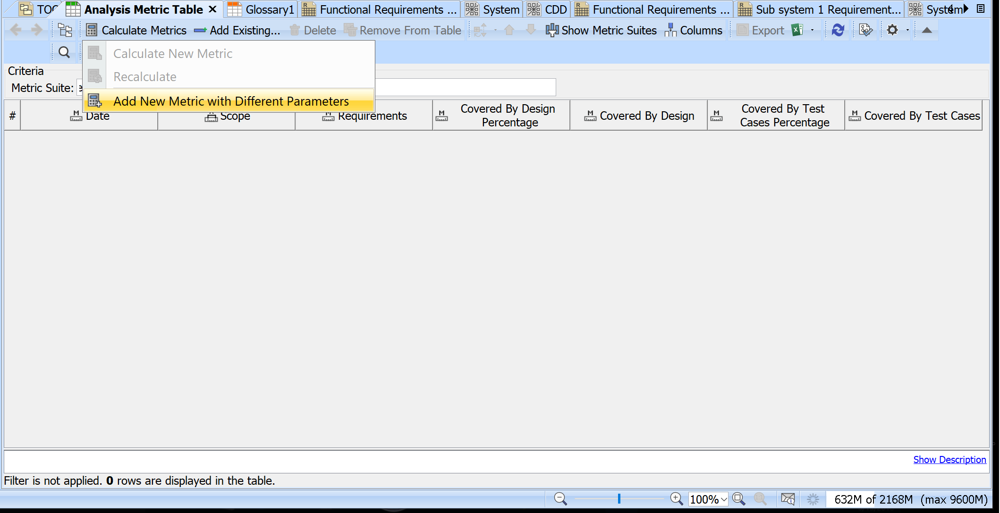 TOC Analysis Metric Table Glossary1 Functional Requirements ... System CDD Functional Requirements ... Sub system 1 Requirement... System
Calculate Metrics Add Existing... Delete Remove From Table Show Metric Suites Columns Export
Calculate New Metric
Criteria
Recalculate
Metric Suite:
Add New Metric with Different Parameters
# Date Scope Requirements Covered By Design Percentage Covered By Design Covered By Test Cases Percentage Covered By Test Cases
Show Description
Filter is not applied. 0 rows are displayed in the table.
100% 632M of 2168M (max 9600M)